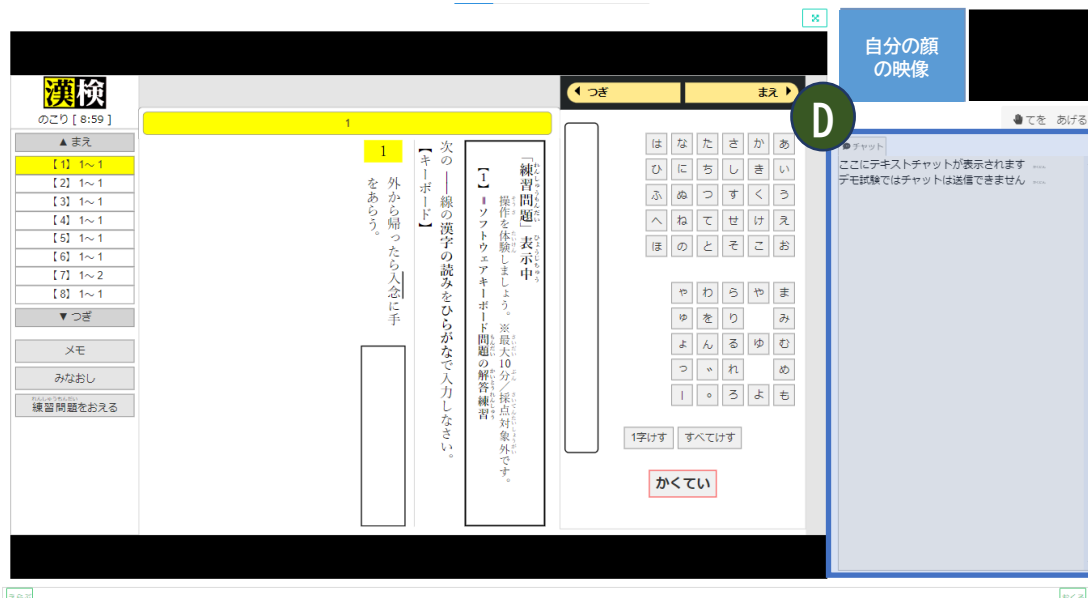 自分の顔
の映像
漢検
のこり [ 8:59 ]
▲ まえ
【1】 1～ 1
【2】 1～ 1
【3】 1～ 1
【4】 1～ 1
【5】 1～ 1
【6】 1～ 1
【7】 1～ 2
【8】 1～ 1
▼ つぎ
メモ
みなおし
練習問題をおえる
1
「練習問題」表示中
操作を体験しましょう。※最大10分／採点対象外です。
【1】＝ソフトウェアキーボード問題の解答練習
次の――線の漢字の読みをひらがなで入力しなさい。
【キーボード】
1
外から帰ったら入念に手
をあらう。
つぎ
まえ
は な た さ か あ
ひ に ち し き い
ふ ぬ つ す く う
へ ね て せ け え
ほ の と そ こ お
ゃ わ ら や ま
ゅ を り み
ょ ん る ゆ む
っ ゛ れ め
｜ ゜ ろ よ も
1字けす すべてけす
かくてい
D
てを あげる
チャット
ここにテキストチャットが表示されます
デモ試験ではチャットは送信できません